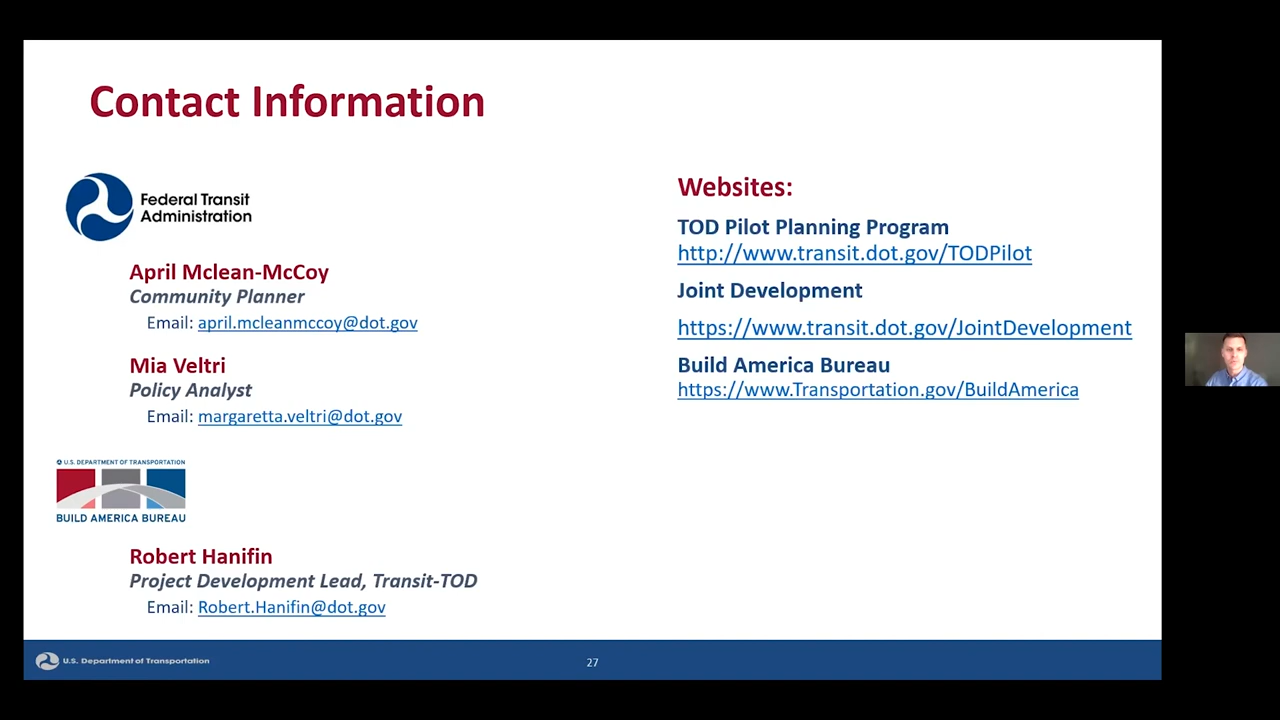 Contact Information
Federal Transit
Administration
April Mclean-McCoy
Community Planner
Email: april.mcleanmccoy@dot.gov
Mia Veltri
Policy Analyst
Email: margaretta.veltri@dot.gov
U.S. DEPARTMENT OF TRANSPORTATION
BUILD AMERICA BUREAU
Robert Hanifin
Project Development Lead, Transit-TOD
Email: Robert.Hanifin@dot.gov
Websites:
TOD Pilot Planning Program
http://www.transit.dot.gov/TODPilot
Joint Development
https://www.transit.dot.gov/JointDevelopment
Build America Bureau
https://www.Transportation.gov/BuildAmerica
U.S. Department of Transportation
27